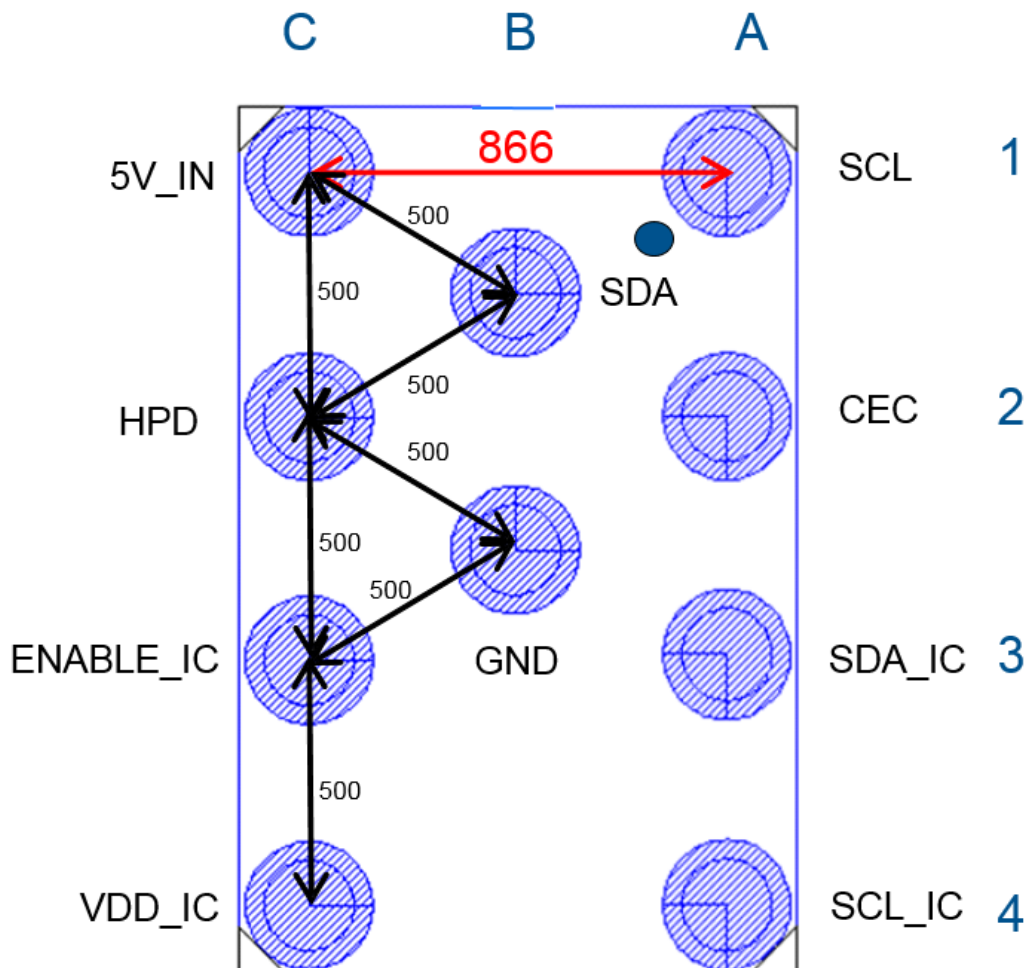 C B A
866
5V_IN SCL 1
500
500
SDA
500
HPD CEC 2
500
500
500
ENABLE_IC GND SDA_IC 3
500
VDD_IC SCL_IC 4